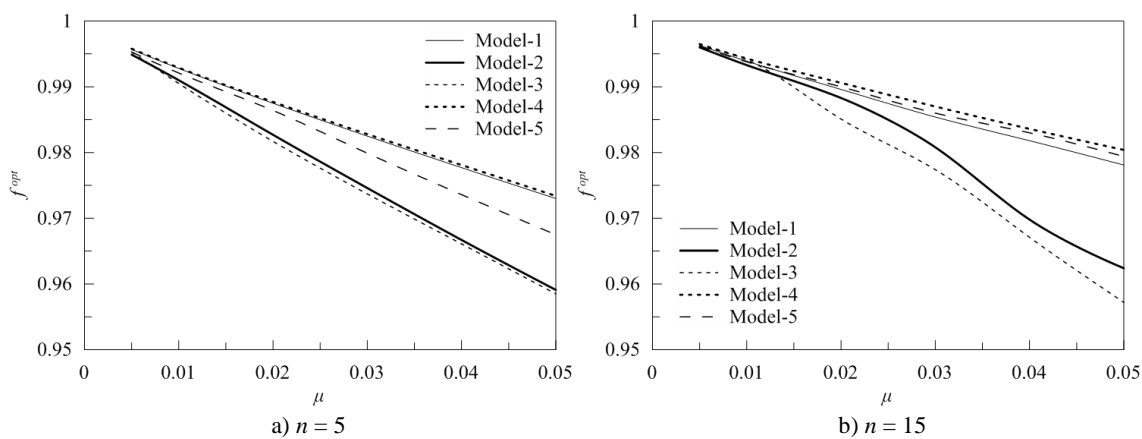 1
0.99
0.98
0.97
0.96
0.95
f^opt
0 0.01 0.02 0.03 0.04 0.05
μ
Model-1
Model-2
Model-3
Model-4
Model-5
a) n = 5
1
0.99
0.98
0.97
0.96
0.95
f^opt
0 0.01 0.02 0.03 0.04 0.05
μ
Model-1
Model-2
Model-3
Model-4
Model-5
b) n = 15